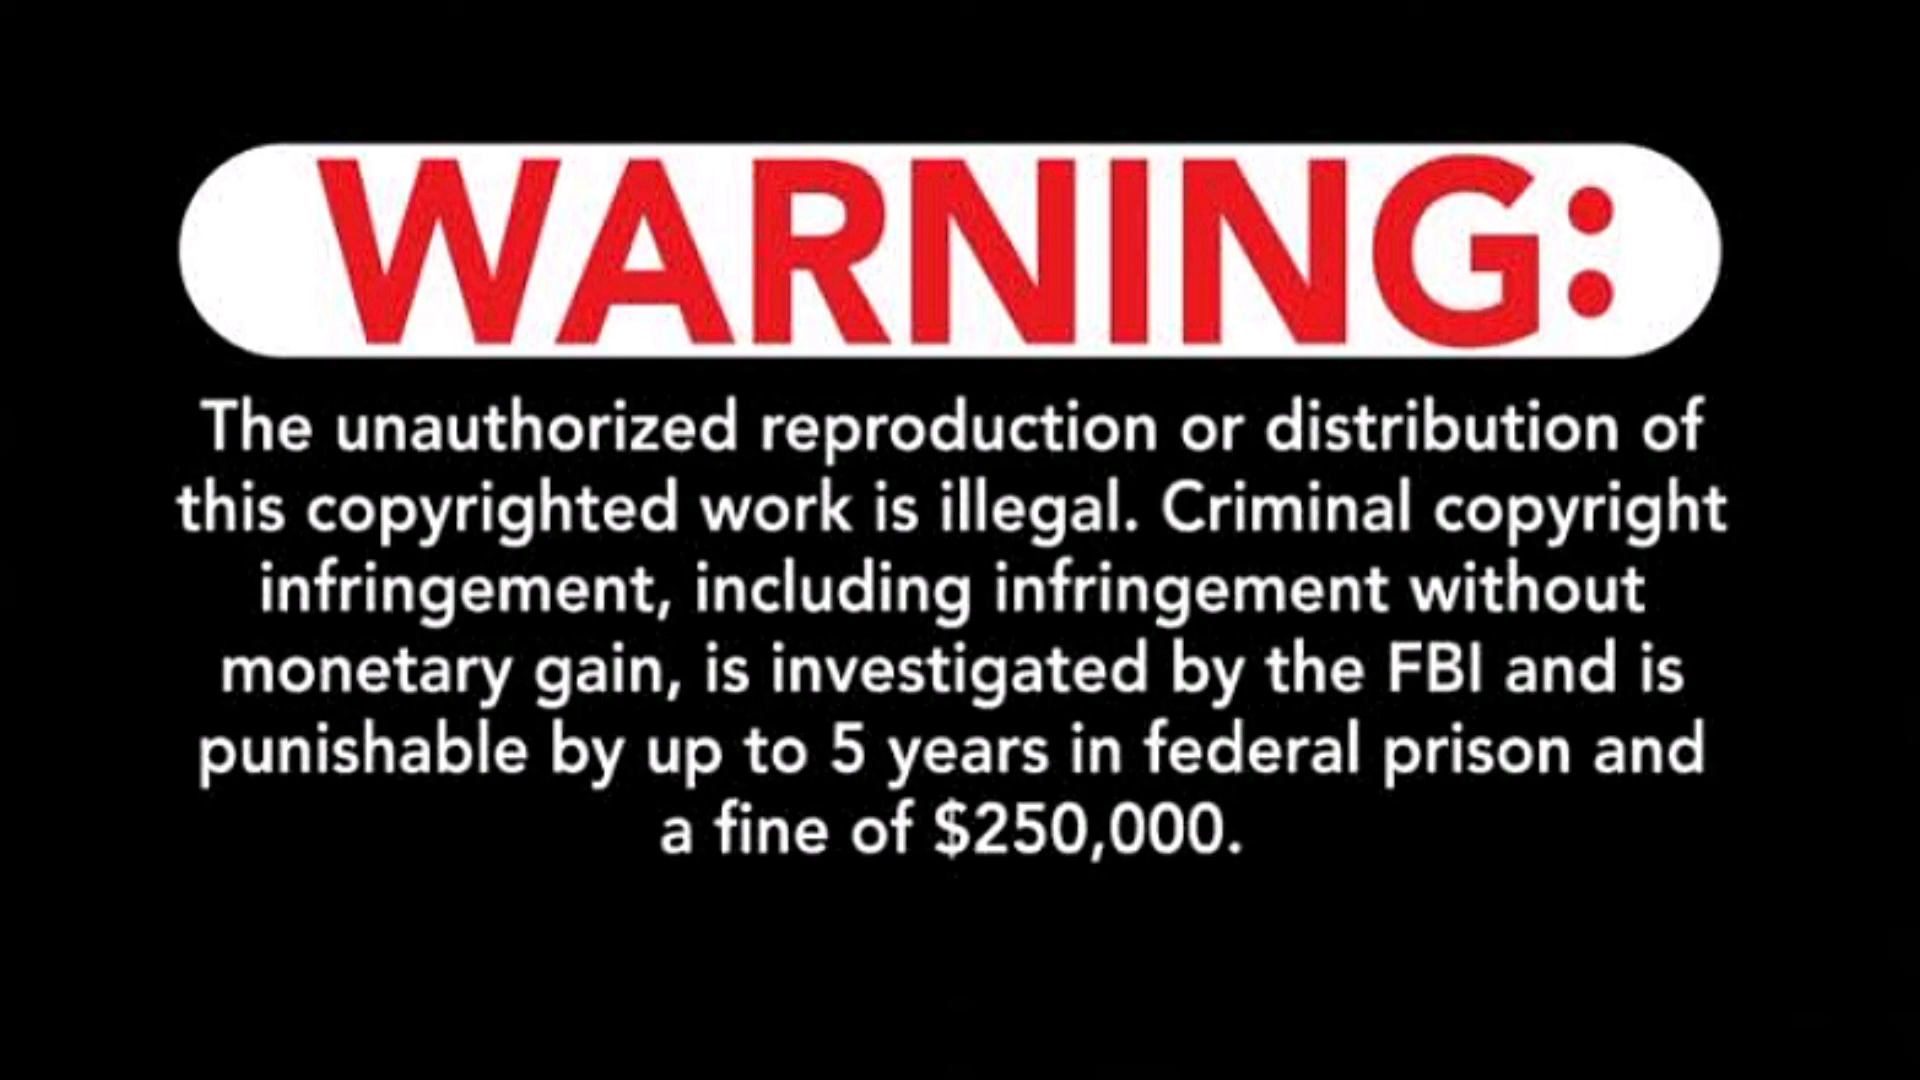 WARNING:
The unauthorized reproduction or distribution of
this copyrighted work is illegal. Criminal copyright
infringement, including infringement without
monetary gain, is investigated by the FBI and is
punishable by up to 5 years in federal prison and
a fine of $250,000.